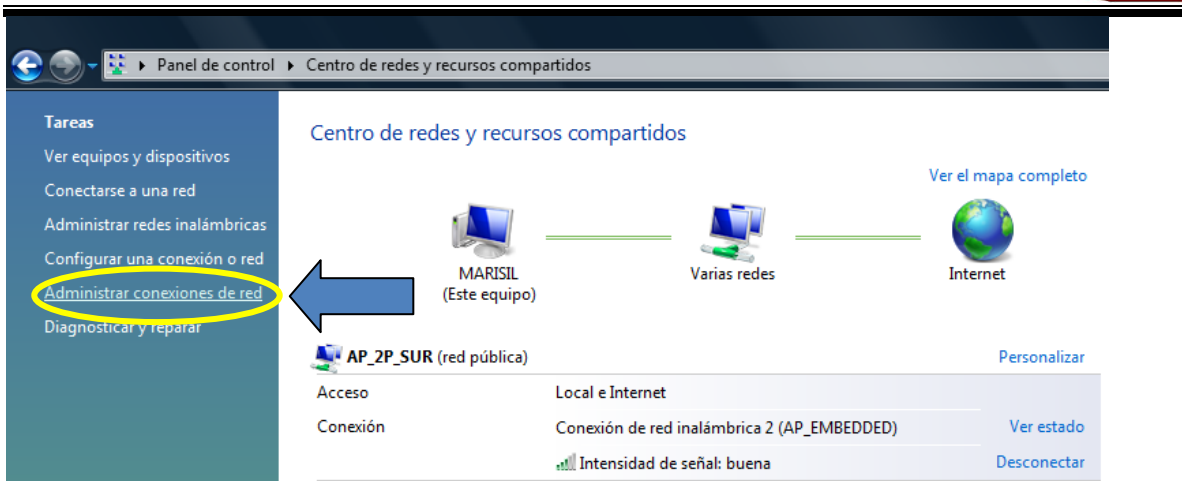 Panel de control
Centro de redes y recursos compartidos
Tareas
Ver equipos y dispositivos
Conectarse a una red
Administrar redes inalámbricas
Configurar una conexión o red
Administrar conexiones de red
Diagnosticar y reparar
Centro de redes y recursos compartidos
Ver el mapa completo
MARISIL
(Este equipo)
Varias redes
Internet
AP_2P_SUR (red pública)
Personalizar
Acceso
Local e Internet
Conexión
Conexión de red inalámbrica 2 (AP_EMBEDDED)
Ver estado
Intensidad de señal: buena
Desconectar